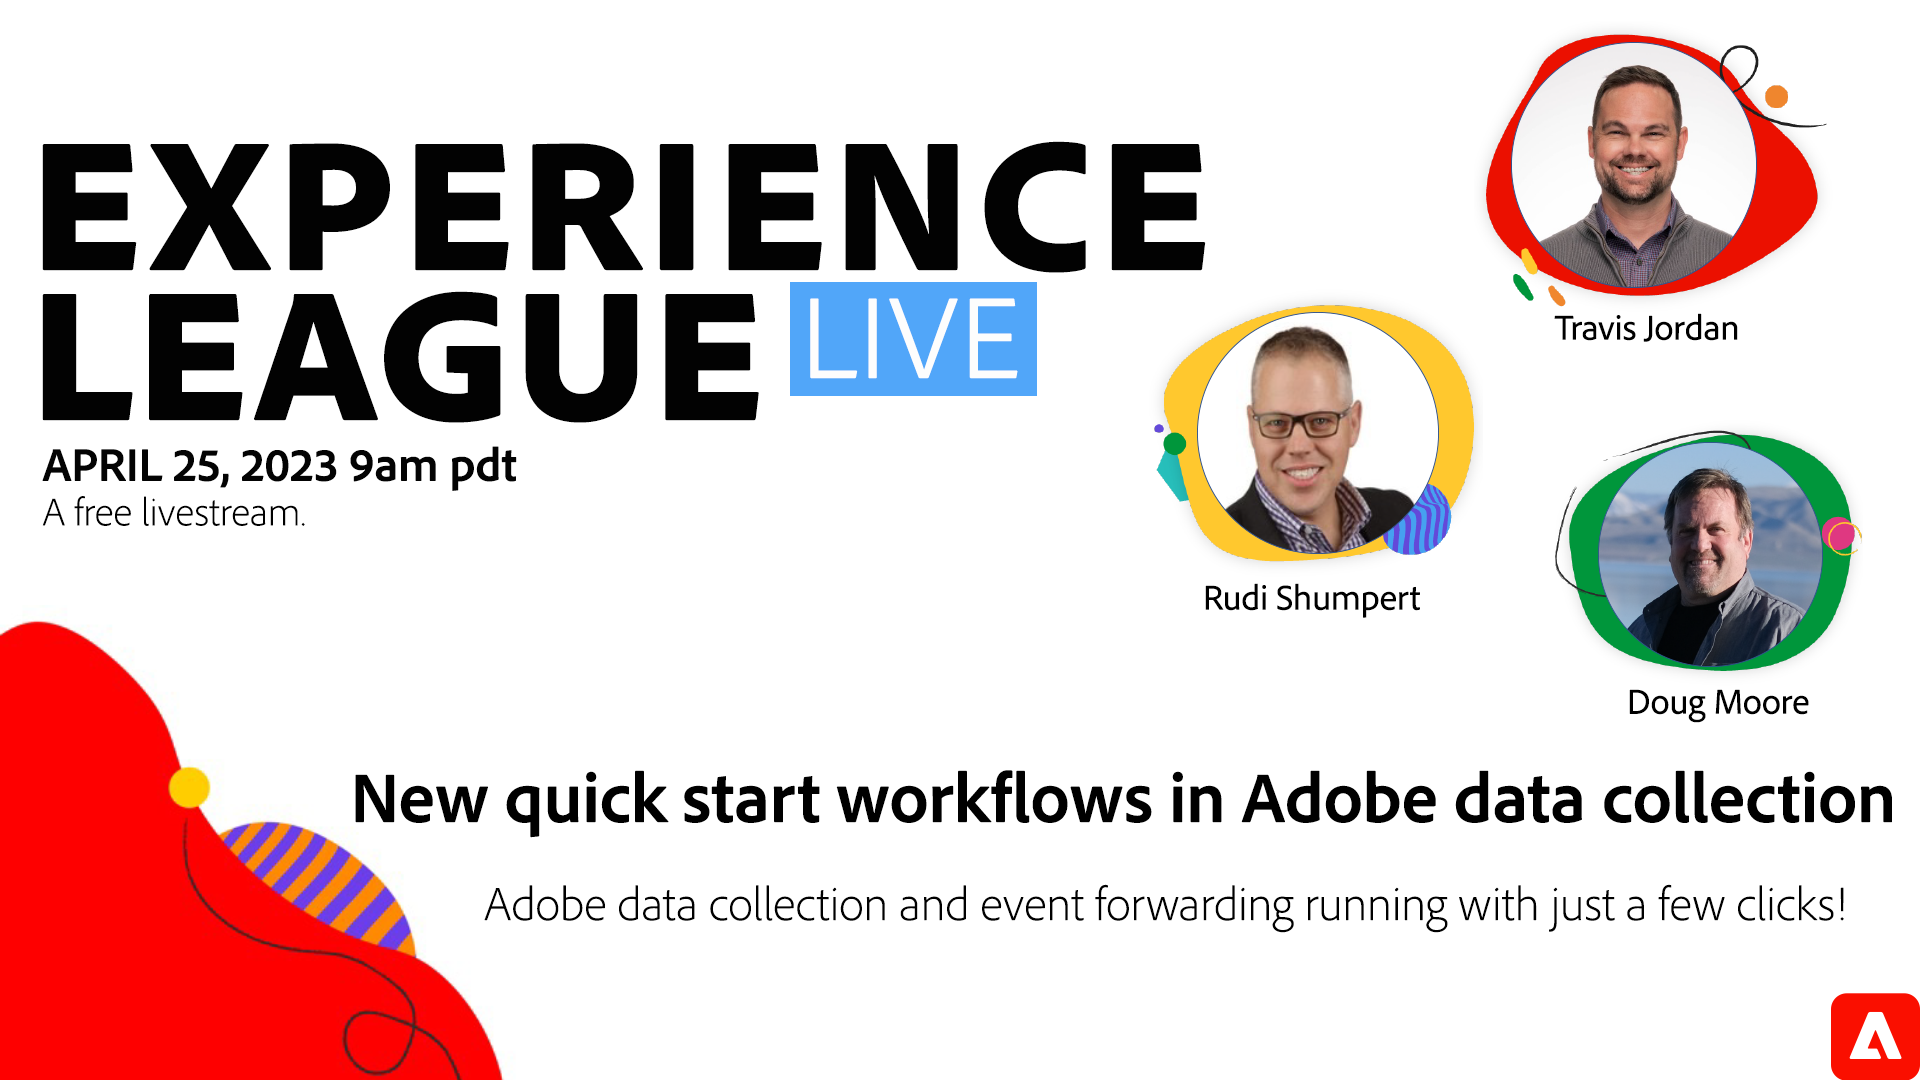 EXPERIENCE
LEAGUE LIVE
APRIL 25, 2023 9am pdt
A free livestream.
Travis Jordan
Rudi Shumpert
Doug Moore
New quick start workflows in Adobe data collection
Adobe data collection and event forwarding running with just a few clicks!